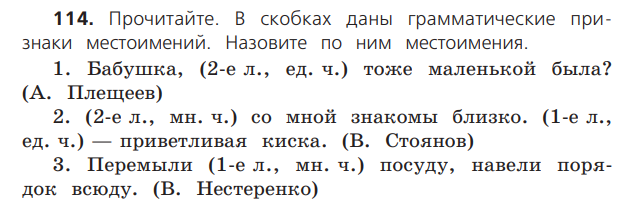 114. Прочитайте. В скобках даны грамматические при-
знаки местоимений. Назовите по ним местоимения.
1. Бабушка, (2-е л., ед. ч.) тоже маленькой была?
(А. Плещеев)
2. (2-е л., мн. ч.) со мной знакомы близко. (1-е л.,
ед. ч.) — приветливая киска. (В. Стоянов)
3. Перемыли (1-е л., мн. ч.) посуду, навели поря-
док всюду. (В. Нестеренко)